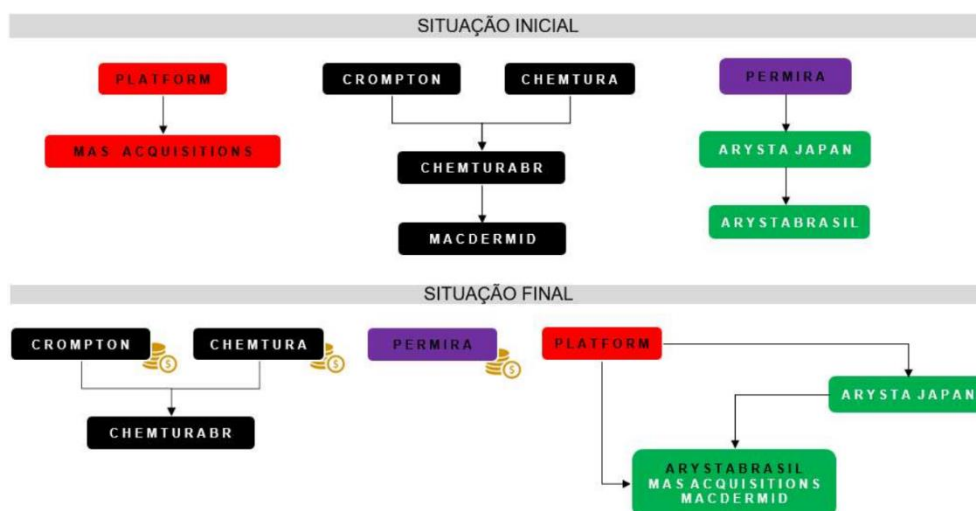 SITUAÇÃO INICIAL
PLATFORM
CROMPTON
CHEMTURA
PERMIRA
MAS ACQUISITIONS
CHEMTURABR
ARYSTA JAPAN
MACDERMID
ARYSTABRASIL
SITUAÇÃO FINAL
CROMPTON
CHEMTURA
PERMIRA
PLATFORM
ARYSTA JAPAN
CHEMTURABR
ARYSTABRASIL
MAS ACQUISITIONS
MACDERMID